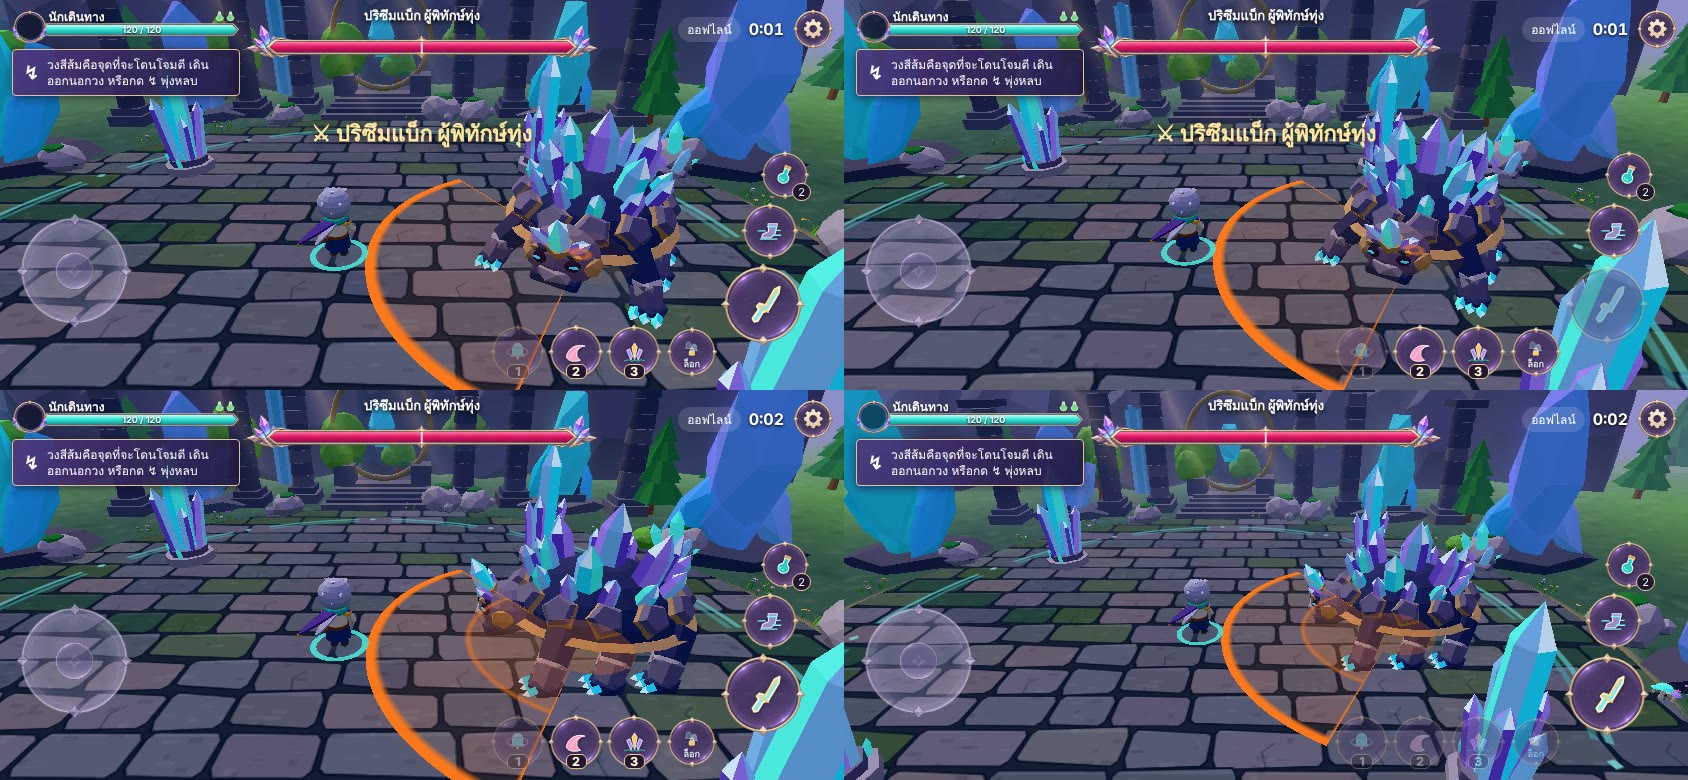 นักเดินทาง
120 / 120
ปริซึมแบ็ก ผู้พิทักษ์ทุ่ง
ออฟไลน์
0:01
↯ วงสีส้มคือจุดที่จะโดนโจมตี เดิน
ออกนอกวง หรือกด ↯ พุ่งหลบ
⚔ ปริซึมแบ็ก ผู้พิทักษ์ทุ่ง
2
1
2
3
ล็อก
นักเดินทาง
120 / 120
ปริซึมแบ็ก ผู้พิทักษ์ทุ่ง
ออฟไลน์
0:01
↯ วงสีส้มคือจุดที่จะโดนโจมตี เดิน
ออกนอกวง หรือกด ↯ พุ่งหลบ
⚔ ปริซึมแบ็ก ผู้พิทักษ์ทุ่ง
2
1
2
3
ล็อก
นักเดินทาง
120 / 120
ปริซึมแบ็ก ผู้พิทักษ์ทุ่ง
ออฟไลน์
0:02
↯ วงสีส้มคือจุดที่จะโดนโจมตี เดิน
ออกนอกวง หรือกด ↯ พุ่งหลบ
2
1
2
3
ล็อก
นักเดินทาง
120 / 120
ปริซึมแบ็ก ผู้พิทักษ์ทุ่ง
ออฟไลน์
0:02
↯ วงสีส้มคือจุดที่จะโดนโจมตี เดิน
ออกนอกวง หรือกด ↯ พุ่งหลบ
2
1
2
3
ล็อก